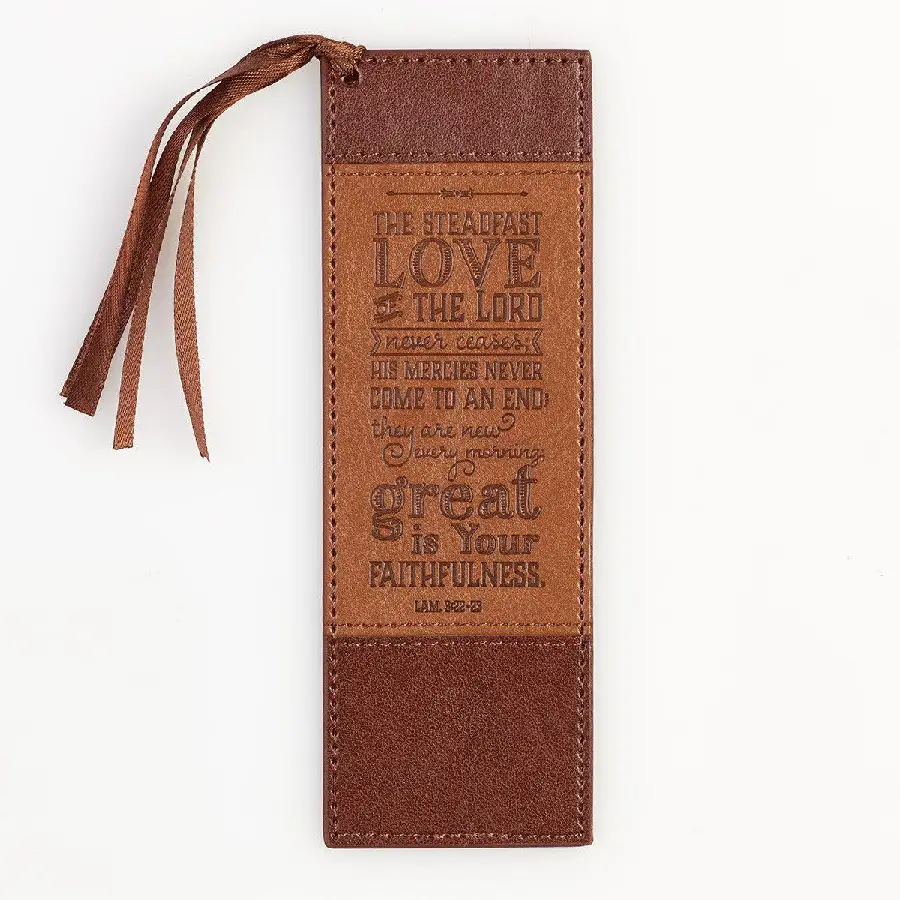 THE STEADFAST
LOVE
OF THE LORD
never ceases;
HIS MERCIES NEVER
COME TO AN END;
they are new
every morning;
great
is Your
FAITHFULNESS.
LAM. 3:22-23